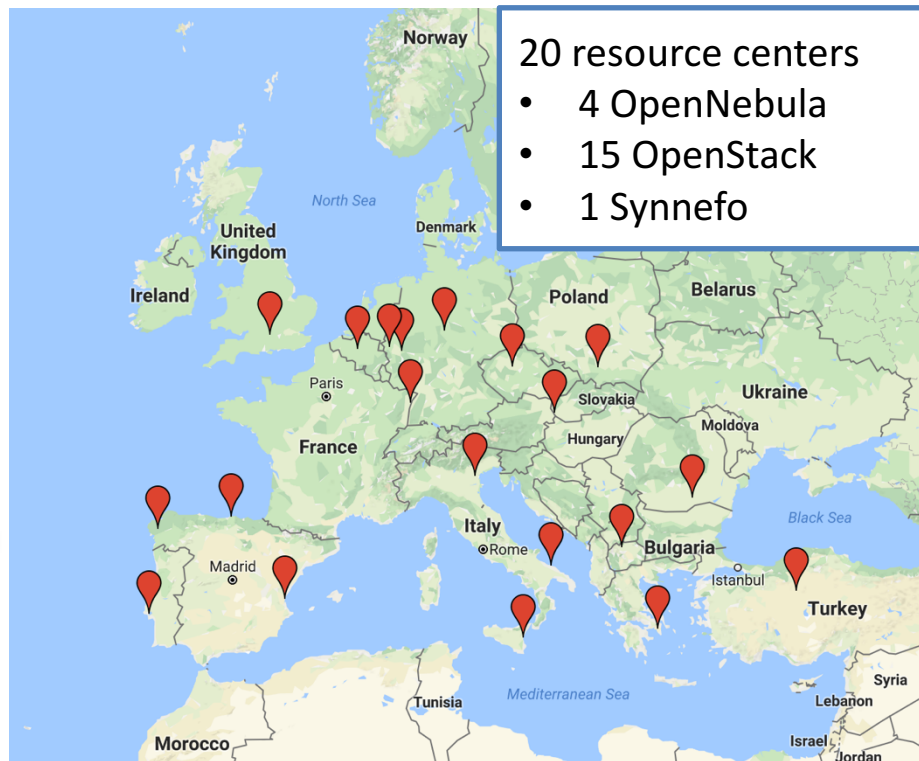 20 resource centers
• 4 OpenNebula
• 15 OpenStack
• 1 Synnefo
Norway
North Sea
Denmark
United
Kingdom
Ireland
Poland
Belarus
Paris
Slovakia
Ukraine
France
Hungary
Moldova
Italy
Rome
Black Sea
Bulgaria
Madrid
Istanbul
Turkey
Syria
Mediterranean Sea
Lebanon
Tunisia
Morocco
Israel
Jordan